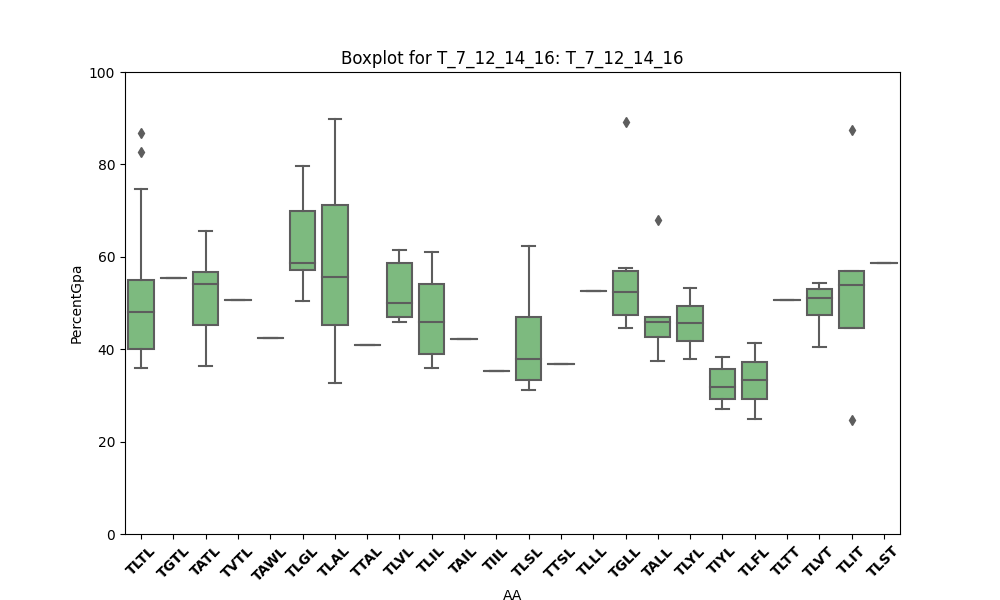 Boxplot for T_7_12_14_16: T_7_12_14_16
PercentGpa
100
80
60
40
20
0
TLTL TGTL TATL TVTL TAWL TLGL TLAL TTAL TLVL TLIL TAIL TIIL TLSL TTSL TLLL TGLL TALL TLYL TIYL TLFL TLTT TLVT TLIT TLST
AA